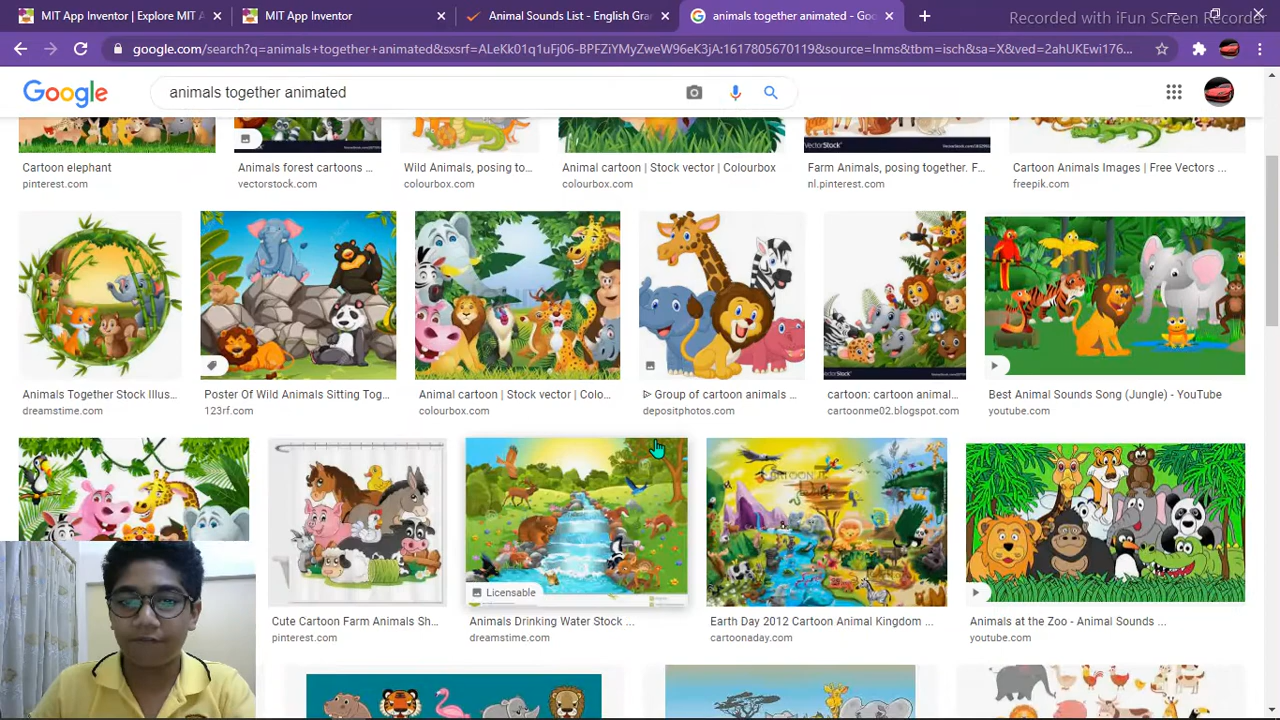 MIT App Inventor | Explore MIT A
MIT App Inventor
Animal Sounds List - English Gra
animals together animated - Goo
Recorded with iFun Screen Recorder
google.com/search?q=animals+together+animated&sxsrf=ALeKk01q1uFj06-BPFZiYMyZweW96eK3jA:1617805670119&source=lnms&tbm=isch&sa=X&ved=2ahUKEwi176...
Google
animals together animated
Cartoon elephant
pinterest.com
Animals forest cartoons ...
vectorstock.com
Wild Animals, posing to...
colourbox.com
Animal cartoon | Stock vector | Colourbox
colourbox.com
VectorStock
Farm Animals, posing together. F...
nl.pinterest.com
Cartoon Animals Images | Free Vectors ...
freepik.com
Animals Together Stock Illus...
dreamstime.com
Poster Of Wild Animals Sitting Tog...
123rf.com
Animal cartoon | Stock vector | Colo...
colourbox.com
Group of cartoon animals ...
depositphotos.com
VectorStock
cartoon: cartoon animal...
cartoonme02.blogspot.com
Best Animal Sounds Song (Jungle) - YouTube
youtube.com
Cute Cartoon Farm Animals Sh...
pinterest.com
Licensable
Animals Drinking Water Stock ...
dreamstime.com
Earth Day 2012 Cartoon Animal Kingdom ...
cartoonaday.com
Animals at the Zoo - Animal Sounds ...
youtube.com